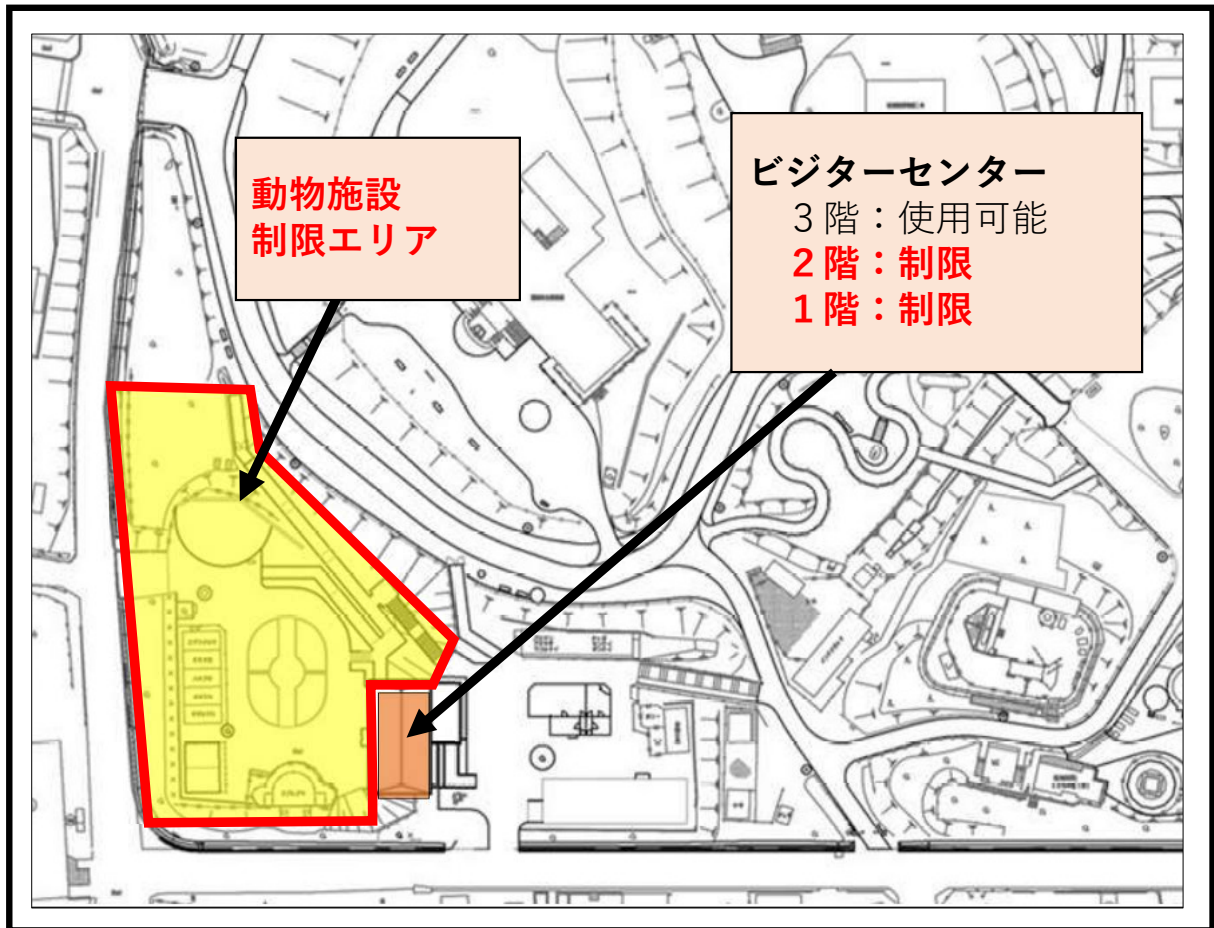 動物施設
制限エリア
ビジターセンター
３階：使用可能
２階：制限
１階：制限